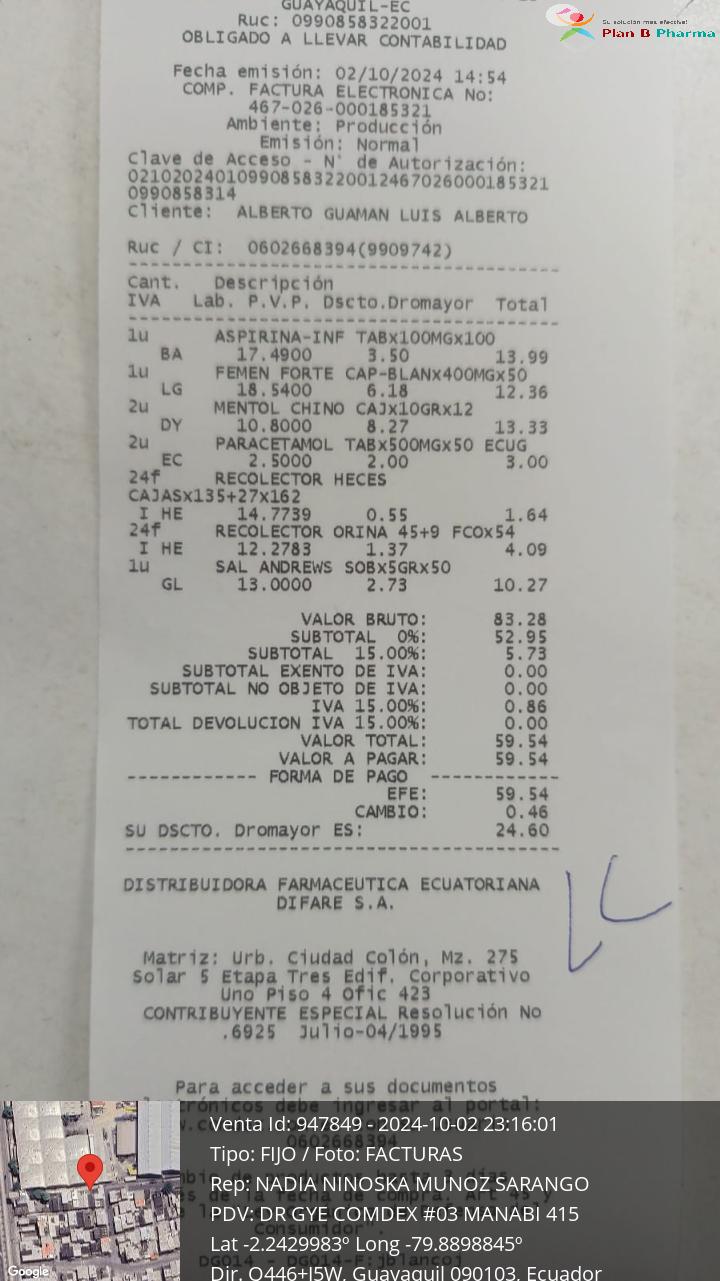 GUAYAQUIL-EC
Ruc: 0990858322001
OBLIGADO A LLEVAR CONTABILIDAD
Su solución mas efectiva!
Plan B Pharma
Fecha emisión: 02/10/2024 14:54
COMP. FACTURA ELECTRONICA No:
467-026-000185321
Ambiente: Producción
Emisión: Normal
Clave de Acceso - N° de Autorización:
021020240109908583220012467026000185321
0990858314
Cliente: ALBERTO GUAMAN LUIS ALBERTO
Ruc / CI: 0602668394(9909742)
Cant. Descripción
IVA Lab. P.V.P. Dscto.Dromayor Total
1u ASPIRINA-INF TABx100MGx100
BA 17.4900 3.50 13.99
1u FEMEN FORTE CAP-BLANx400MGx50
LG 18.5400 6.18 12.36
2u MENTOL CHINO CAJx10GRx12
DY 10.8000 8.27 13.33
2u PARACETAMOL TABx500MGx50 ECUG
EC 2.5000 2.00 3.00
24f RECOLECTOR HECES
CAJASx135+27x162
I HE 14.7739 0.55 1.64
24f RECOLECTOR ORINA 45+9 FCOx54
I HE 12.2783 1.37 4.09
1u SAL ANDREWS SOBx5GRx50
GL 13.0000 2.73 10.27
VALOR BRUTO: 83.28
SUBTOTAL 0%: 52.95
SUBTOTAL 15.00%: 5.73
SUBTOTAL EXENTO DE IVA: 0.00
SUBTOTAL NO OBJETO DE IVA: 0.00
IVA 15.00%: 0.86
TOTAL DEVOLUCION IVA 15.00%: 0.00
VALOR TOTAL: 59.54
VALOR A PAGAR: 59.54
------------ FORMA DE PAGO ------------
EFE: 59.54
CAMBIO: 0.46
SU DSCTO. Dromayor ES: 24.60
DISTRIBUIDORA FARMACEUTICA ECUATORIANA
DIFARE S.A.
Matriz: Urb. Ciudad Colón, Mz. 275
Solar 5 Etapa Tres Edif. Corporativo
Uno Piso 4 Ofic 423
CONTRIBUYENTE ESPECIAL Resolución No
.6925 Julio-04/1995
Para acceder a sus documentos
debe ingresar al portal:
0602668394
Venta Id: 947849 - 2024-10-02 23:16:01
Tipo: FIJO / Foto: FACTURAS
Rep: NADIA NINOSKA MUNOZ SARANGO
PDV: DR GYE COMDEX #03 MANABI 415
Lat -2.2429983º Long -79.8898845º
Dir. Q446+J5W, Guayaquil 090103, Ecuador
Google